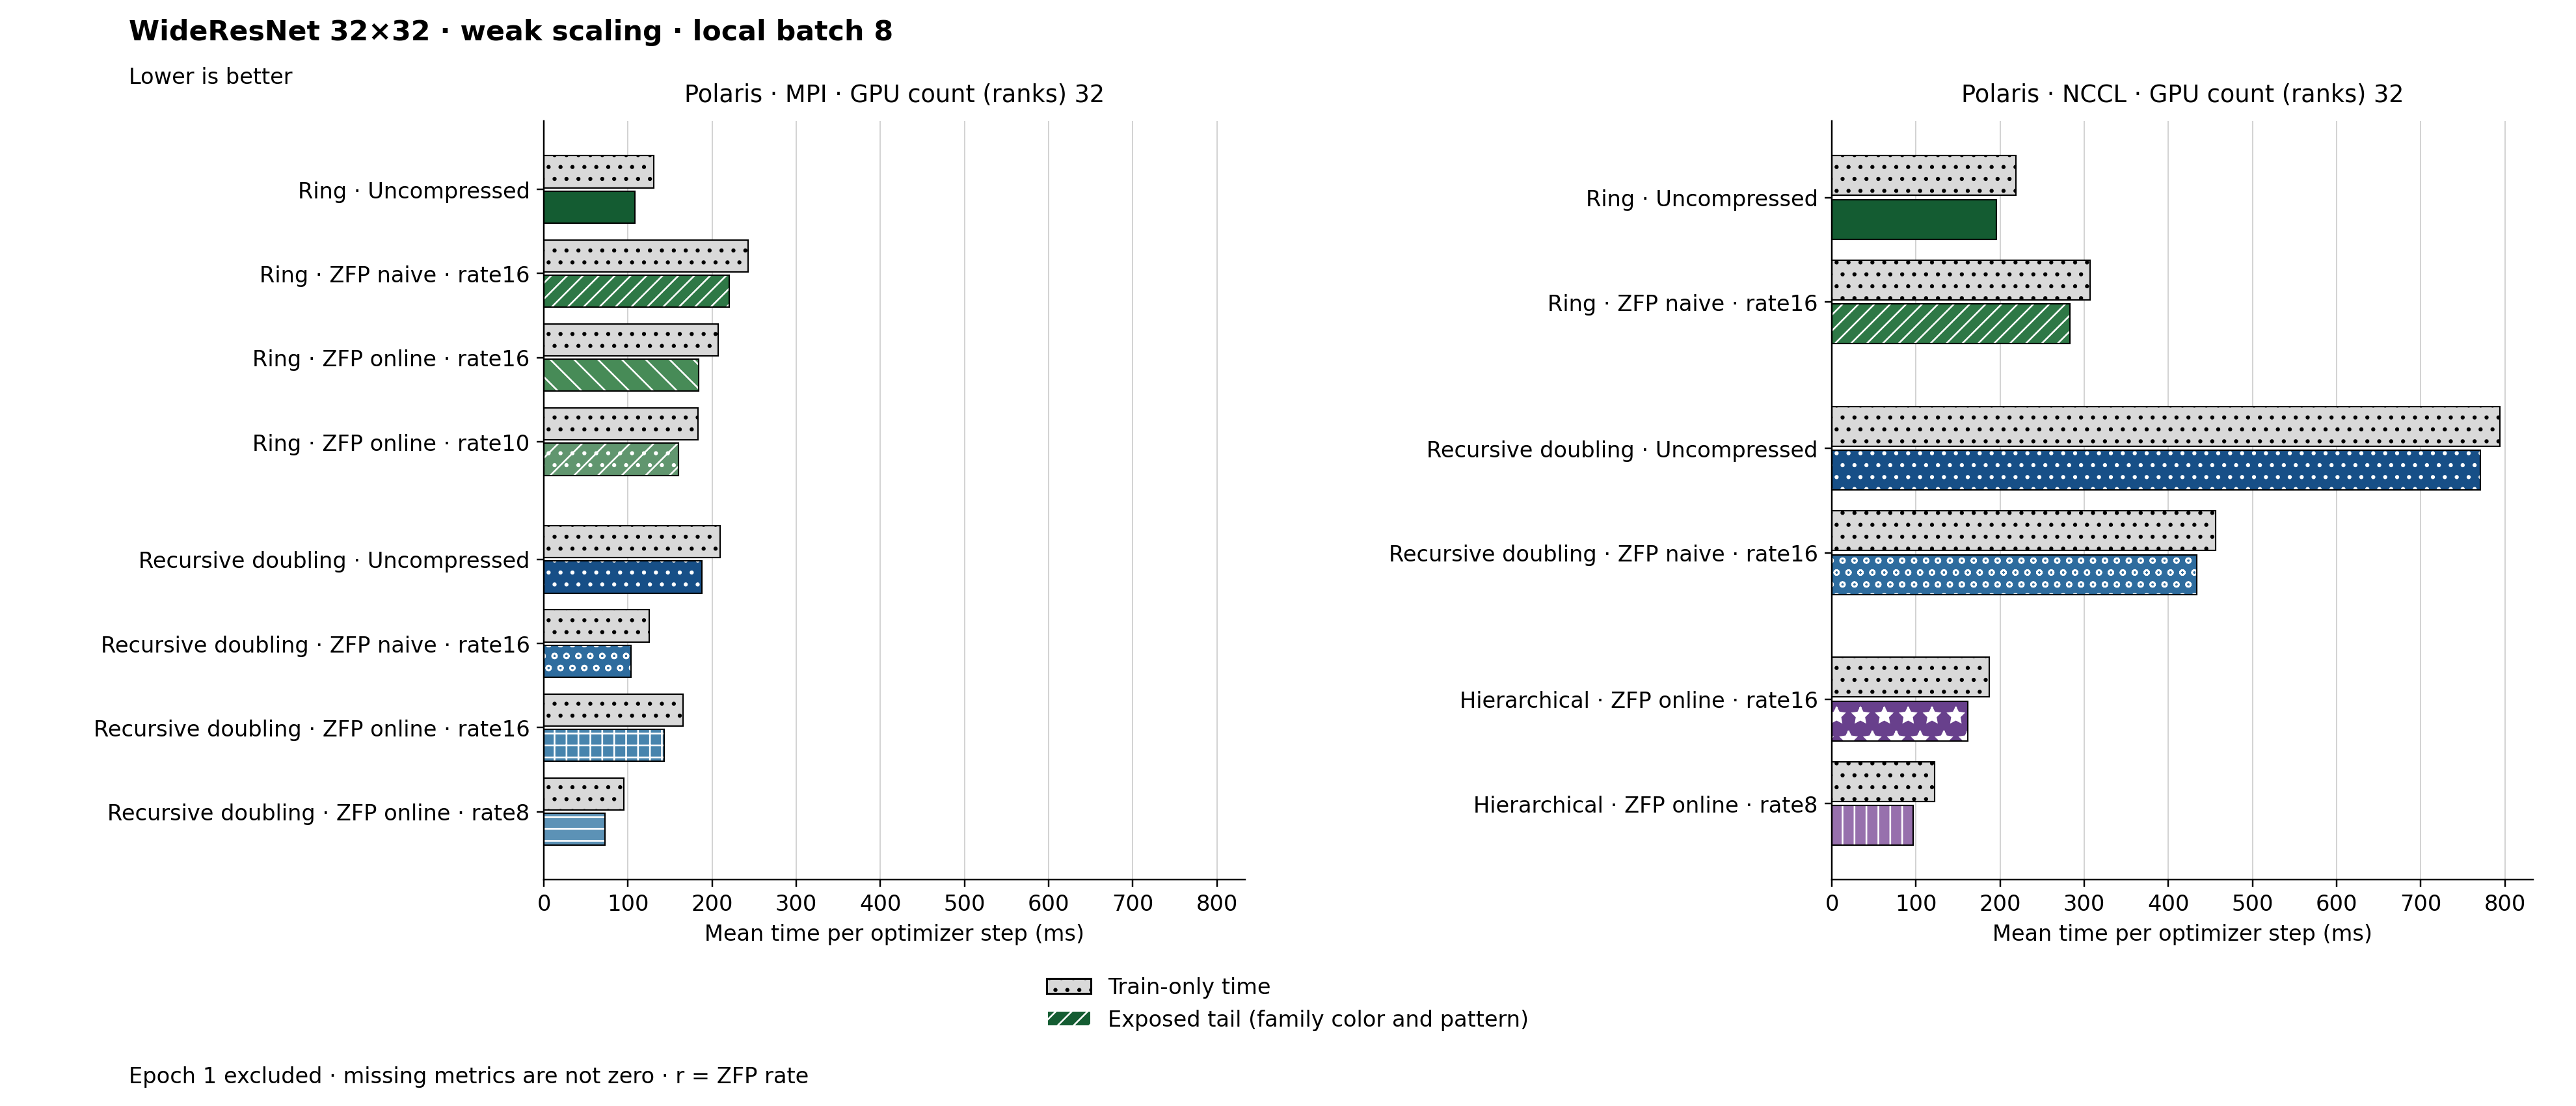 WideResNet 32×32 · weak scaling · local batch 8
Lower is better
Polaris · MPI · GPU count (ranks) 32
Ring · Uncompressed
Ring · ZFP naive · rate16
Ring · ZFP online · rate16
Ring · ZFP online · rate10
Recursive doubling · Uncompressed
Recursive doubling · ZFP naive · rate16
Recursive doubling · ZFP online · rate16
Recursive doubling · ZFP online · rate8
0 100 200 300 400 500 600 700 800
Mean time per optimizer step (ms)
Polaris · NCCL · GPU count (ranks) 32
Ring · Uncompressed
Ring · ZFP naive · rate16
Recursive doubling · Uncompressed
Recursive doubling · ZFP naive · rate16
Hierarchical · ZFP online · rate16
Hierarchical · ZFP online · rate8
0 100 200 300 400 500 600 700 800
Mean time per optimizer step (ms)
Train-only time
Exposed tail (family color and pattern)
Epoch 1 excluded · missing metrics are not zero · r = ZFP rate